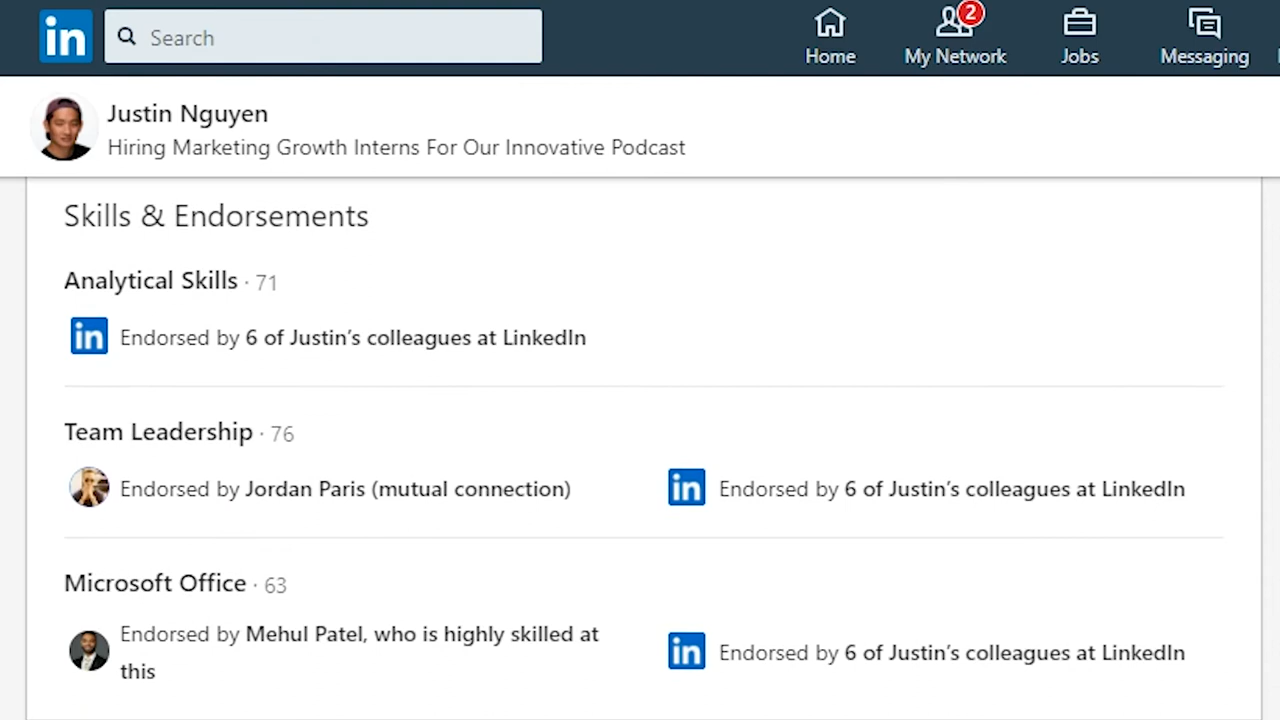 in
Search
2
Home
My Network
Jobs
Messaging
Justin Nguyen
Hiring Marketing Growth Interns For Our Innovative Podcast
Skills & Endorsements
Analytical Skills · 71
in
Endorsed by 6 of Justin's colleagues at LinkedIn
Team Leadership · 76
Endorsed by Jordan Paris (mutual connection)
in
Endorsed by 6 of Justin's colleagues at LinkedIn
Microsoft Office · 63
Endorsed by Mehul Patel, who is highly skilled at
this
in
Endorsed by 6 of Justin's colleagues at LinkedIn